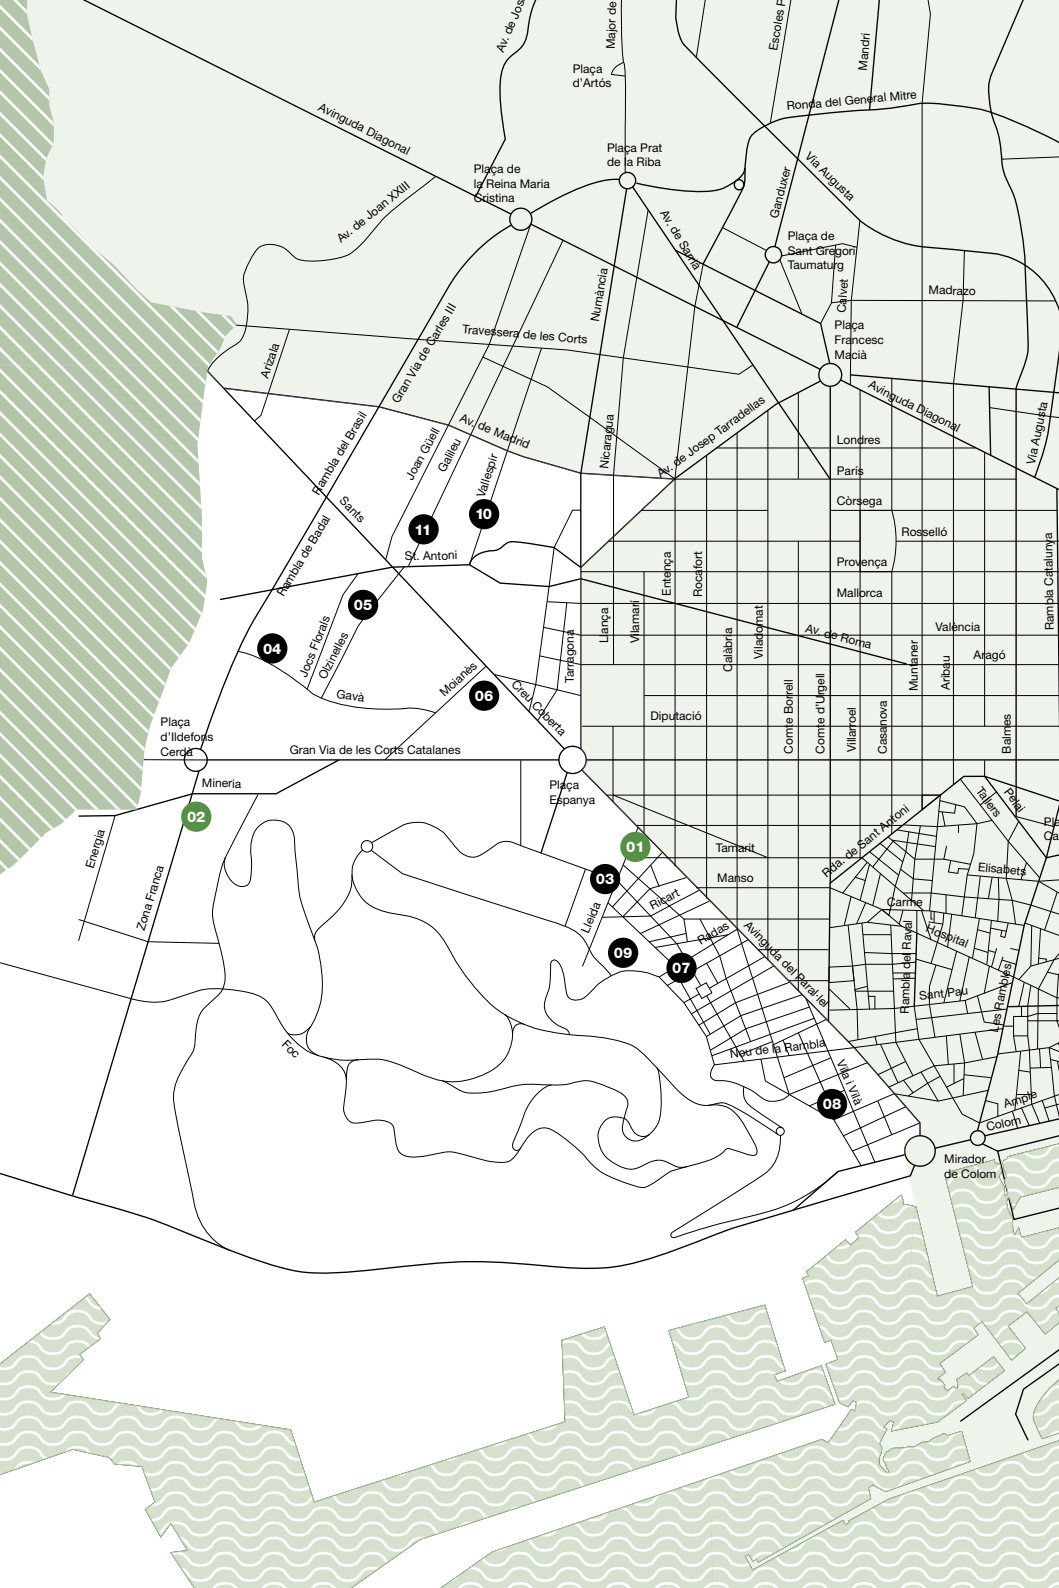 Av. de Jos
Major de
Escoles P
Mandri
Plaça
d'Artós
Ronda del General Mitre
Avinguda Diagonal
Plaça Prat
de la Riba
Via Augusta
Plaça de
la Reina Maria
Cristina
Av. de Joan XXIII
Ganduxer
Av. de Sarrià
Plaça de
Sant Gregori
Taumaturg
Calvet
Madrazo
Numància
Gran Via de Carles III
Travessera de les Corts
Plaça
Francesc
Macià
Arizala
Avinguda Diagonal
Via Augusta
Rambla del Brasil
Av. de Madrid
Joan Güell
Galileu
Vallespir
Nicaragua
Av. de Josep Tarradellas
Londres
París
Còrsega
Rosselló
Provença
Mallorca
Sants
10
11
St. Antoni
Rambla de Badal
Entença
Rocafort
Rambla Catalunya
05
Llança
Vilamarí
Calàbria
Viladomat
Av. de Roma
València
Aragó
Muntaner
Aribau
04
Jocs Florals
Olzinelles
Gavà
Moianès
06
Creu Coberta
Tarragona
Diputació
Comte Borrell
Comte d'Urgell
Villarroel
Casanova
Balmes
Plaça
d'Ildefons
Cerdà
Gran Via de les Corts Catalanes
Mineria
Plaça
Espanya
02
Tallers
Pelai
Pla
Ca
Energia
01
Tamarit
Rda. de Sant Antoni
Elisabets
03
Manso
Zona Franca
Lleida
Ricart
Carme
Hospital
Radas
Avinguda del Paral·lel
Rambla del Raval
09
07
Sant Pau
Les Rambles
Foc
Nou de la Rambla
Vila i Vilà
08
Ample
Colom
Mirador
de Colom